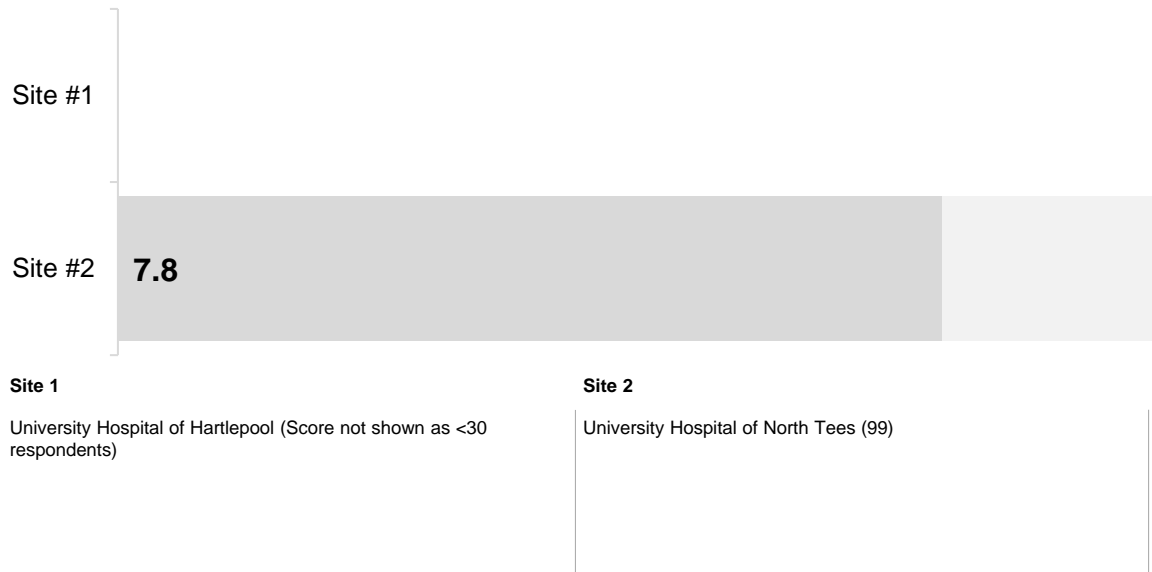 Site #1
Site #2
7.8
Site 1
University Hospital of Hartlepool (Score not shown as <30
respondents)
Site 2
University Hospital of North Tees (99)